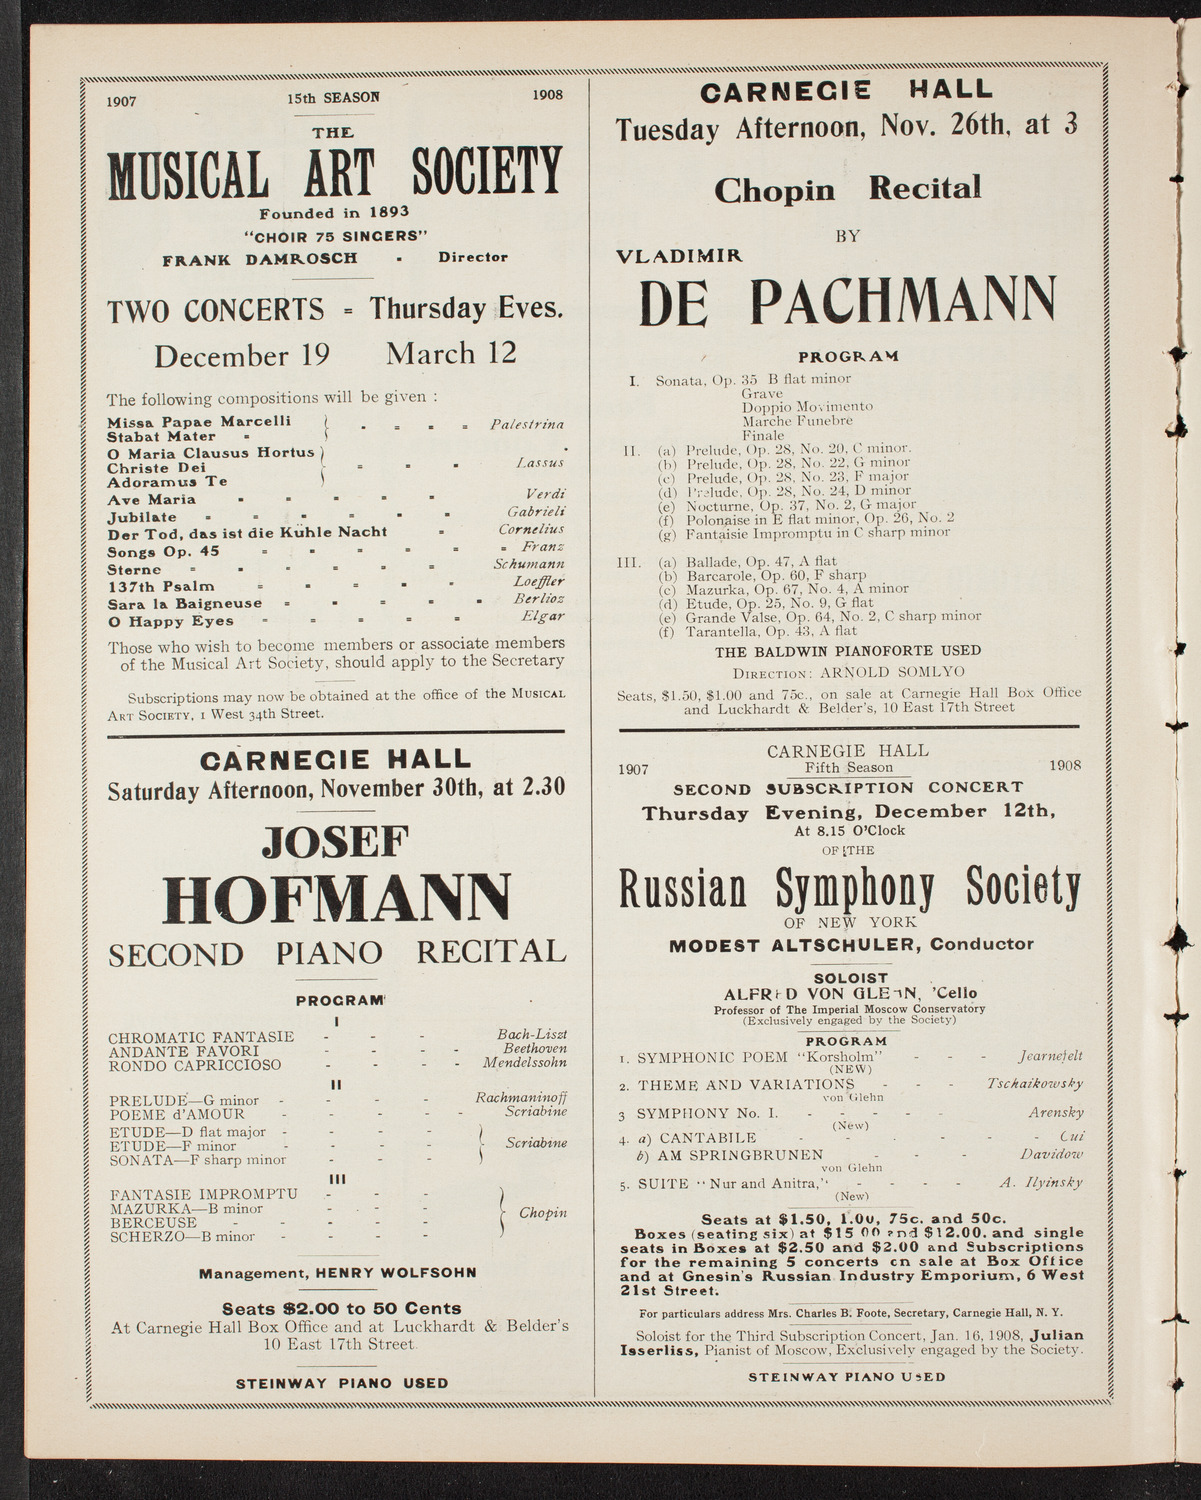 1907 15th SEASON 1908
THE
MUSICAL ART SOCIETY
Founded in 1893
"CHOIR 75 SINGERS"
FRANK DAMROSCH - Director
TWO CONCERTS = Thursday Eves.
December 19 March 12
The following compositions will be given :
Missa Papae Marcelli
Stabat Mater - - - - Palestrina
O Maria Clausus Hortus
Christe Dei - - - Lassus
Adoramus Te
Ave Maria - - - - - Verdi
Jubilate - - - - - - Gabrieli
Der Tod, das ist die Kühle Nacht - Cornelius
Songs Op. 45 - - - - - - Franz
Sterne - - - - - - Schumann
137th Psalm - - - - - Loeffler
Sara la Baigneuse - - - - - Berlioz
O Happy Eyes - - - - - Elgar
Those who wish to become members or associate members
of the Musical Art Society, should apply to the Secretary
Subscriptions may now be obtained at the office of the MUSICAL
ART SOCIETY, 1 West 34th Street.
CARNEGIE HALL
Saturday Afternoon, November 30th, at 2.30
JOSEF
HOFMANN
SECOND PIANO RECITAL
PROGRAM
I
CHROMATIC FANTASIE - - - Bach-Liszt
ANDANTE FAVORI - - - - Beethoven
RONDO CAPRICCIOSO - - - - Mendelssohn
II
PRELUDE—G minor - - - - Rachmaninoff
POEME d'AMOUR - - - - - Scriabine
ETUDE—D flat major - - - -
ETUDE—F minor - - - - Scriabine
SONATA—F sharp minor - - -
III
FANTASIE IMPROMPTU - - -
MAZURKA—B minor - - - -
BERCEUSE - - - - - Chopin
SCHERZO—B minor - - - -
Management, HENRY WOLFSOHN
Seats $2.00 to 50 Cents
At Carnegie Hall Box Office and at Luckhardt & Belder's
10 East 17th Street.
STEINWAY PIANO USED
CARNEGIE HALL
Tuesday Afternoon, Nov. 26th, at 3
Chopin Recital
BY
VLADIMIR
DE PACHMANN
PROGRAM
I. Sonata, Op. 35 B flat minor
Grave
Doppio Movimento
Marche Funebre
Finale
II. (a) Prelude, Op. 28, No. 20, C minor.
(b) Prelude, Op. 28, No. 22, G minor
(c) Prelude, Op. 28, No. 23, F major
(d) Prelude, Op. 28, No. 24, D minor
(e) Nocturne, Op. 37, No. 2, G major
(f) Polonaise in E flat minor, Op. 26, No. 2
(g) Fantaisie Impromptu in C sharp minor
III. (a) Ballade, Op. 47, A flat
(b) Barcarole, Op. 60, F sharp
(c) Mazurka, Op. 67, No. 4, A minor
(d) Etude, Op. 25, No. 9, G flat
(e) Grande Valse, Op. 64, No. 2, C sharp minor
(f) Tarantella, Op. 43, A flat
THE BALDWIN PIANOFORTE USED
DIRECTION: ARNOLD SOMLYO
Seats, $1.50, $1.00 and 75c., on sale at Carnegie Hall Box Office
and Luckhardt & Belder's, 10 East 17th Street
CARNEGIE HALL
1907 Fifth Season 1908
SECOND SUBSCRIPTION CONCERT
Thursday Evening, December 12th,
At 8.15 O'Clock
OF THE
Russian Symphony Society
OF NEW YORK
MODEST ALTSCHULER, Conductor
SOLOIST
ALFRED VON GLEHN, 'Cello
Professor of The Imperial Moscow Conservatory
(Exclusively engaged by the Society)
PROGRAM
1. SYMPHONIC POEM "Korsholm" - - - Jearnefelt
(NEW)
2. THEME AND VARIATIONS - - - Tschaikowsky
von Glehn
3 SYMPHONY No. I. - - - - - Arensky
(New)
4. a) CANTABILE - - - - - - Cui
b) AM SPRINGBRUNEN - - - Davidow
von Glehn
5. SUITE "Nur and Anitra," - - - - A. Ilyinsky
(New)
Seats at $1.50, 1.00, 75c. and 50c.
Boxes (seating six) at $15 00 and $12.00. and single
seats in Boxes at $2.50 and $2.00 and Subscriptions
for the remaining 5 concerts on sale at Box Office
and at Gnesin's Russian Industry Emporium, 6 West
21st Street.
For particulars address Mrs. Charles B. Foote, Secretary, Carnegie Hall, N. Y.
Soloist for the Third Subscription Concert, Jan. 16, 1908, Julian
Isserliss, Pianist of Moscow, Exclusively engaged by the Society.
STEINWAY PIANO USED